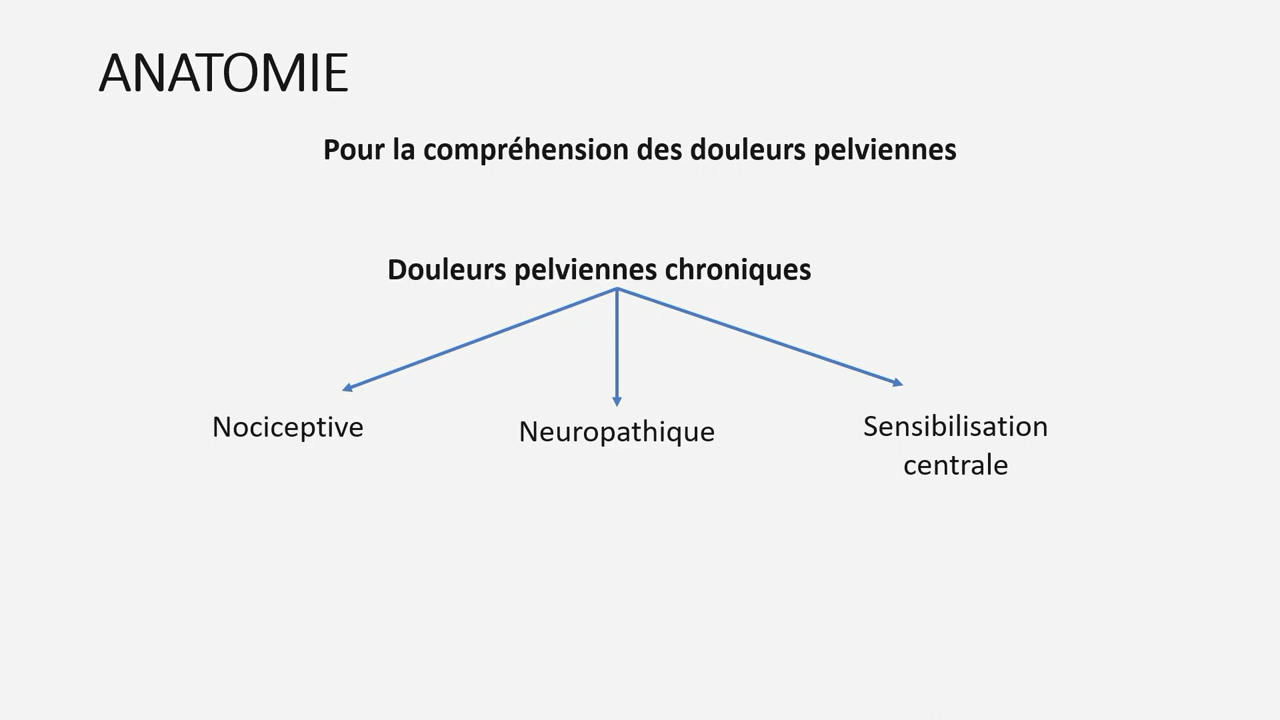 ANATOMIE
Pour la compréhension des douleurs pelviennes
Douleurs pelviennes chroniques
Nociceptive
Neuropathique
Sensibilisation
centrale